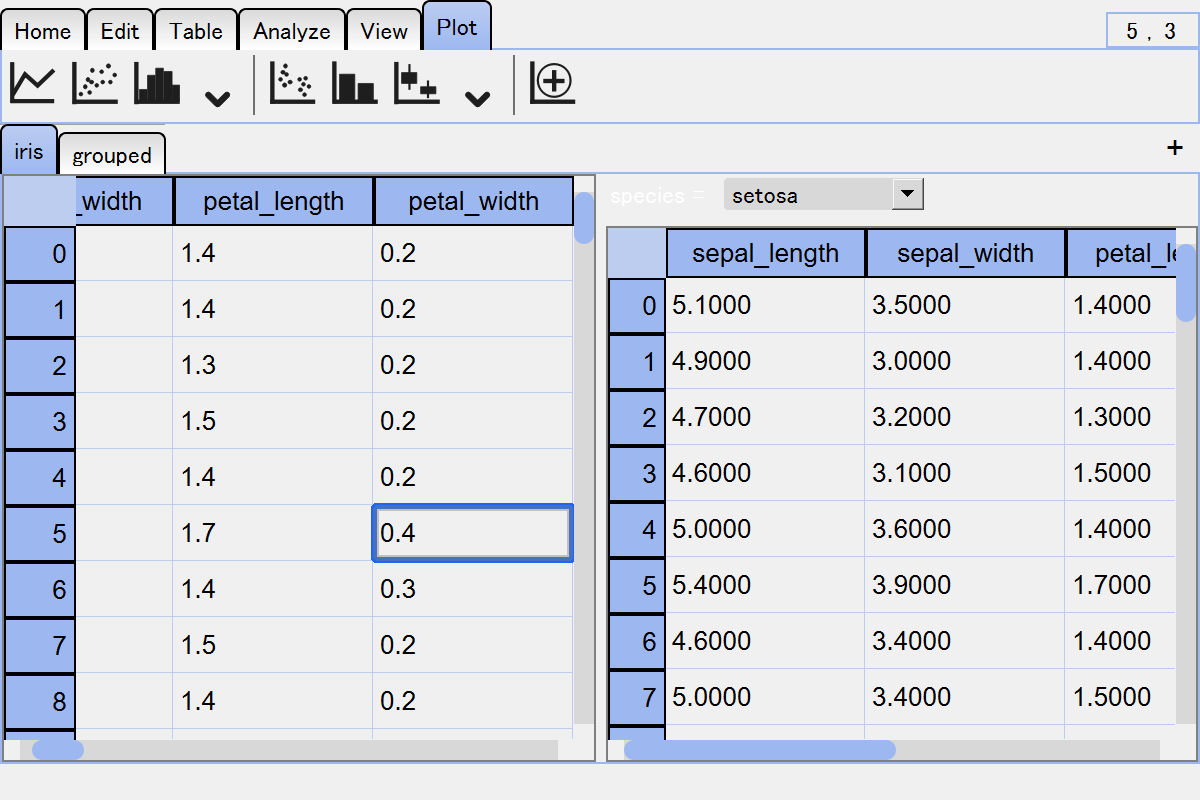 Home Edit Table Analyze View Plot 5 , 3
iris grouped +
species = setosa
_width petal_length petal_width
0 1.4 0.2
1 1.4 0.2
2 1.3 0.2
3 1.5 0.2
4 1.4 0.2
5 1.7 0.4
6 1.4 0.3
7 1.5 0.2
8 1.4 0.2
sepal_length sepal_width petal_le
0 5.1000 3.5000 1.4000
1 4.9000 3.0000 1.4000
2 4.7000 3.2000 1.3000
3 4.6000 3.1000 1.5000
4 5.0000 3.6000 1.4000
5 5.4000 3.9000 1.7000
6 4.6000 3.4000 1.4000
7 5.0000 3.4000 1.5000